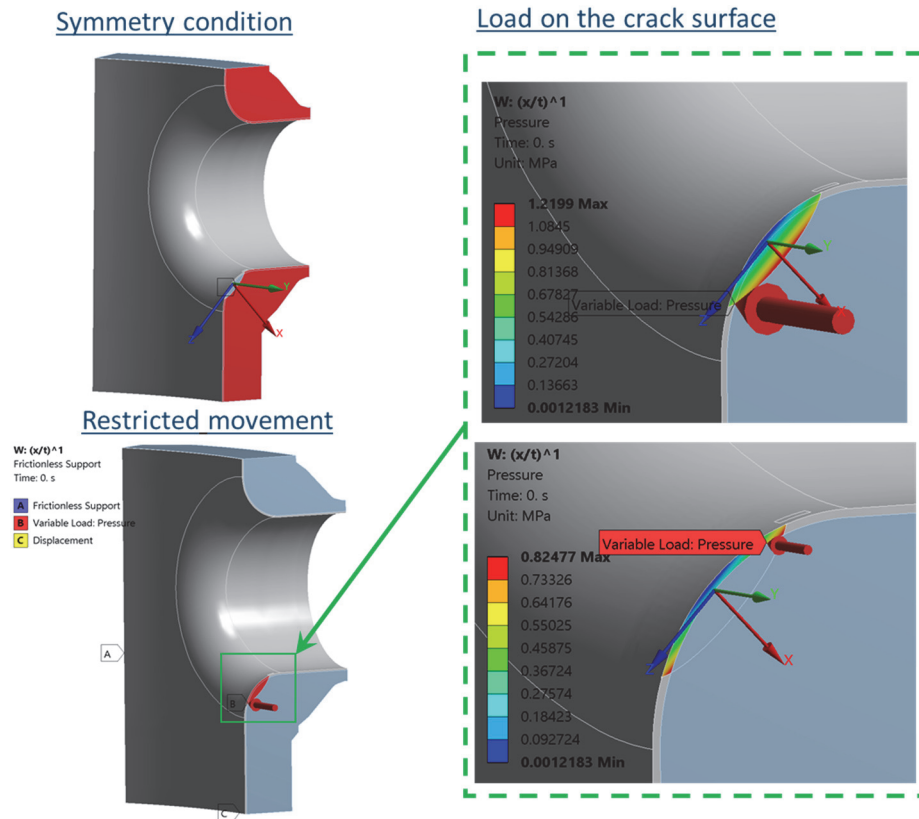 Symmetry condition
Load on the crack surface
Y
X
W: (x/t)^1
Pressure
Time: 0. s
Unit: MPa
1.2199 Max
1.0845
0.94909
0.81368
0.67827
0.54286
0.40745
0.27204
0.13663
0.0012183 Min
Variable Load: Pressure
Y
Restricted movement
W: (x/t)^1
Frictionless Support
Time: 0. s
A Frictionless Support
B Variable Load: Pressure
C Displacement
A
B
C
W: (x/t)^1
Pressure
Time: 0. s
Unit: MPa
0.82477 Max
0.73326
0.64176
0.55025
0.45875
0.36724
0.27574
0.18423
0.092724
0.0012183 Min
Variable Load: Pressure
Y
X